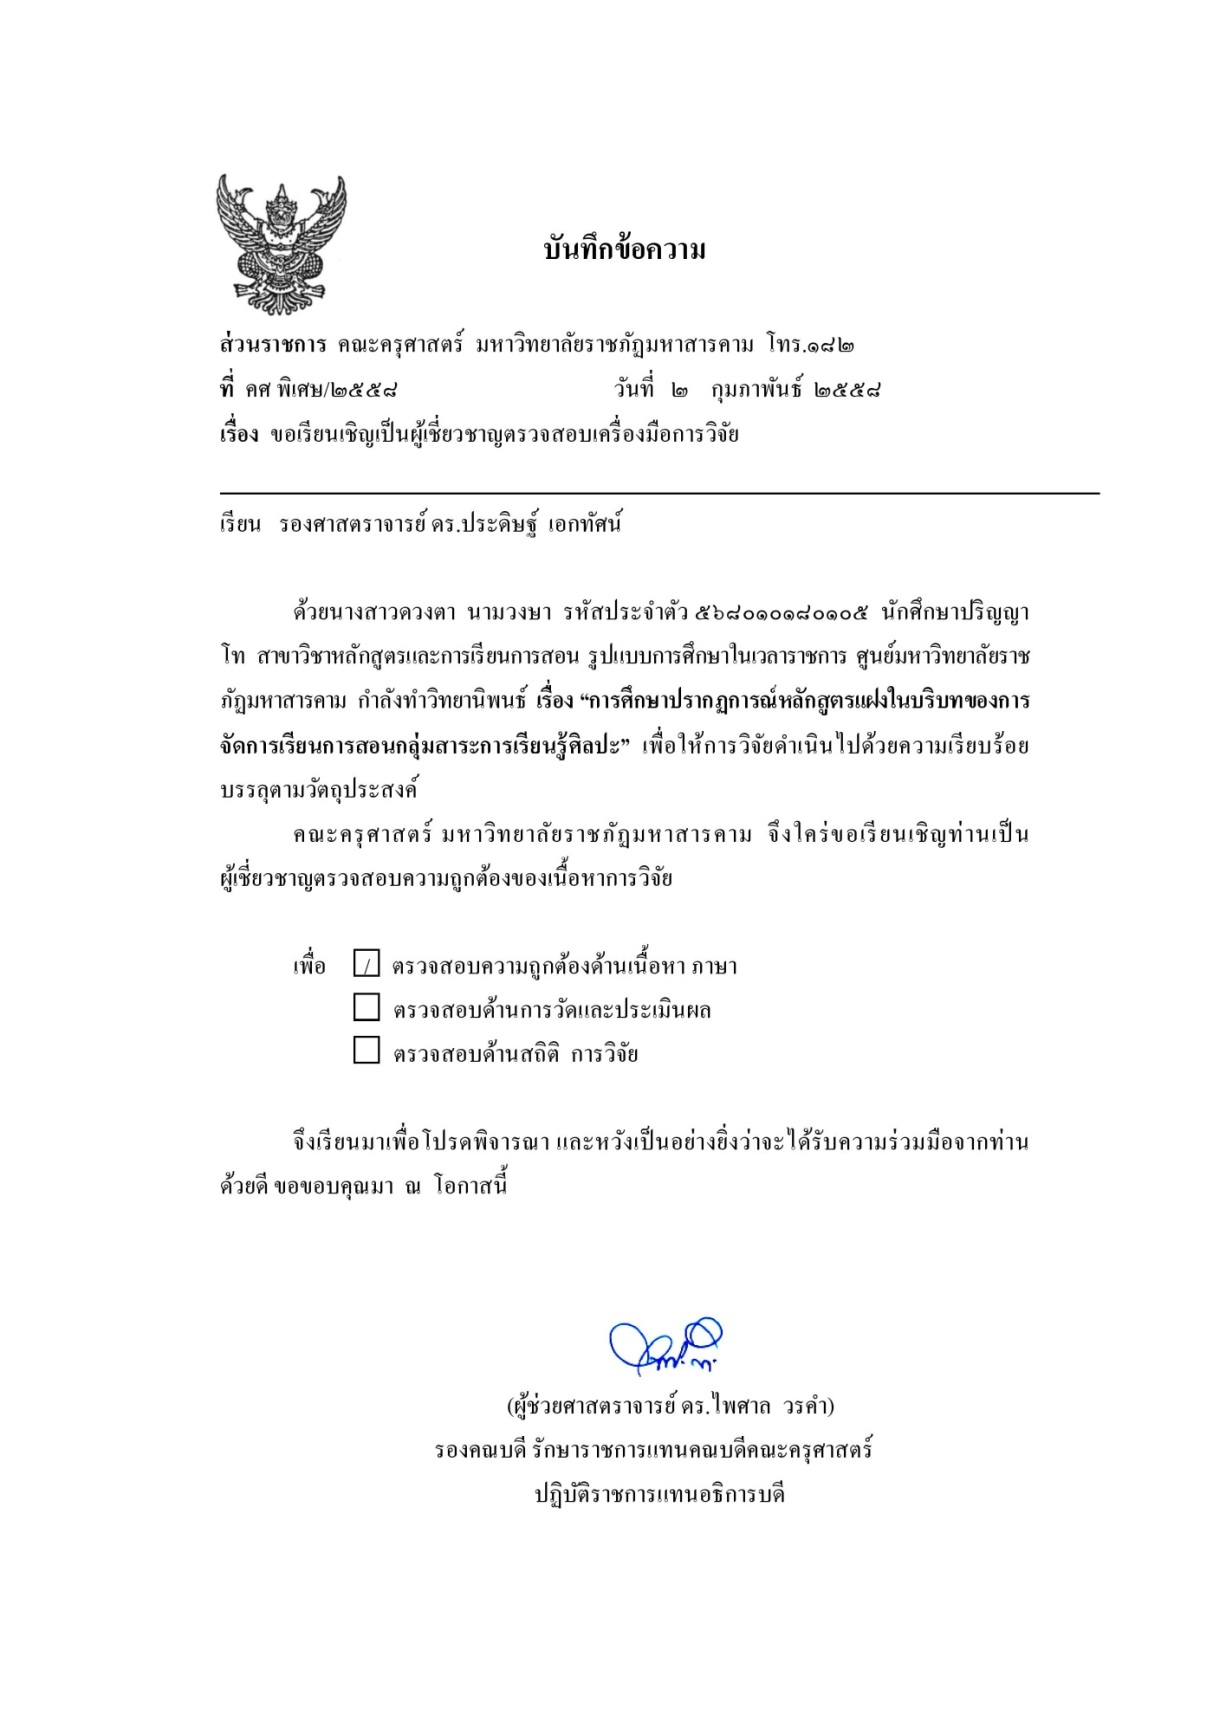 บันทึกข้อความ
ส่วนราชการ คณะครุศาสตร์ มหาวิทยาลัยราชภัฏมหาสารคาม โทร.๑๘๒
ที่ คศ พิเศษ/๒๕๕๘ วันที่ ๒ กุมภาพันธ์ ๒๕๕๘
เรื่อง ขอเรียนเชิญเป็นผู้เชี่ยวชาญตรวจสอบเครื่องมือการวิจัย
เรียน รองศาสตราจารย์ ดร.ประดิษฐ์ เอกทัศน์
ด้วยนางสาวดวงตา นามวงษา รหัสประจำตัว ๕๖๘๐๑๐๑๘๐๑๐๕ นักศึกษาปริญญา
โท สาขาวิชาหลักสูตรและการเรียนการสอน รูปแบบการศึกษาในเวลาราชการ ศูนย์มหาวิทยาลัยราช
ภัฏมหาสารคาม กำลังทำวิทยานิพนธ์ เรื่อง “การศึกษาปรากฏการณ์หลักสูตรแฝงในบริบทของการ
จัดการเรียนการสอนกลุ่มสาระการเรียนรู้ศิลปะ” เพื่อให้การวิจัยดำเนินไปด้วยความเรียบร้อย
บรรลุตามวัตถุประสงค์
คณะครุศาสตร์ มหาวิทยาลัยราชภัฏมหาสารคาม จึงใคร่ขอเรียนเชิญท่านเป็น
ผู้เชี่ยวชาญตรวจสอบความถูกต้องของเนื้อหาการวิจัย
เพื่อ / ตรวจสอบความถูกต้องด้านเนื้อหา ภาษา
ตรวจสอบด้านการวัดและประเมินผล
ตรวจสอบด้านสถิติ การวิจัย
จึงเรียนมาเพื่อโปรดพิจารณา และหวังเป็นอย่างยิ่งว่าจะได้รับความร่วมมือจากท่าน
ด้วยดี ขอขอบคุณมา ณ โอกาสนี้
(ผู้ช่วยศาสตราจารย์ ดร.ไพศาล วรคำ)
รองคณบดี รักษาราชการแทนคณบดีคณะครุศาสตร์
ปฏิบัติราชการแทนอธิการบดี